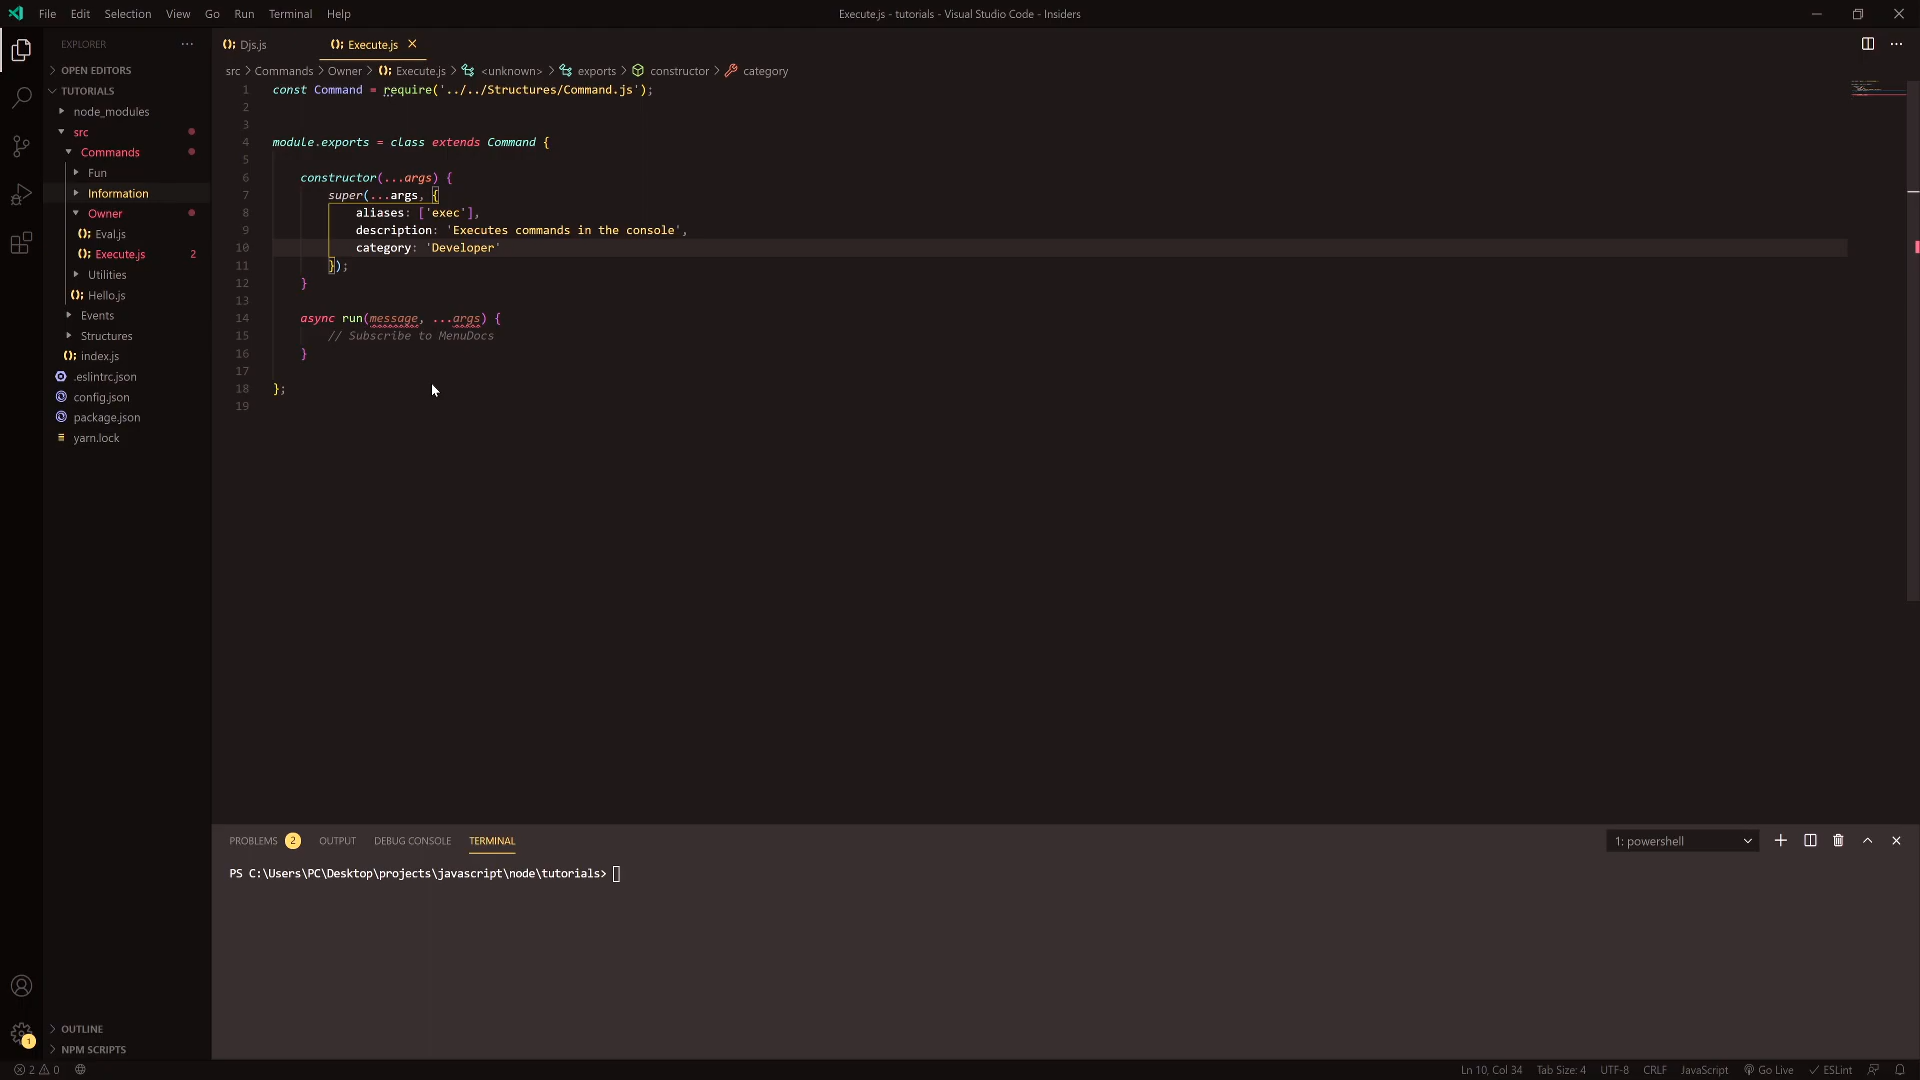 File Edit Selection View Go Run Terminal Help
Execute.js - tutorials - Visual Studio Code - Insiders
EXPLORER
OPEN EDITORS
TUTORIALS
node_modules
src
Commands
Fun
Information
Owner
Eval.js
Execute.js 2
Utilities
Hello.js
Events
Structures
index.js
.eslintrc.json
config.json
package.json
yarn.lock
OUTLINE
NPM SCRIPTS
Djs.js Execute.js
src > Commands > Owner > Execute.js > <unknown> > exports > constructor > category
1 const Command = require('../../Structures/Command.js');
2
3
4 module.exports = class extends Command {
5
6 constructor(...args) {
7 super(...args, {
8 aliases: ['exec'],
9 description: 'Executes commands in the console',
10 category: 'Developer'
11 });
12 }
13
14 async run(message, ...args) {
15 // Subscribe to MenuDocs
16 }
17
18 };
19
PROBLEMS 2 OUTPUT DEBUG CONSOLE TERMINAL
1: powershell
PS C:\Users\PC\Desktop\projects\javascript\node\tutorials>
1
2 0
Ln 10, Col 34 Tab Size: 4 UTF-8 CRLF JavaScript Go Live ESLint